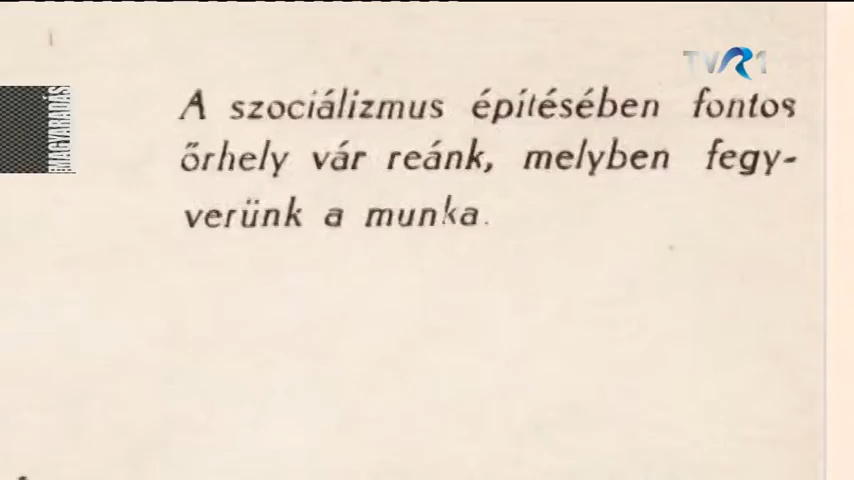 TVR1
MAGYARADÁS
A szociálizmus építésében fontos
őrhely vár reánk, melyben fegy-
verünk a munka.